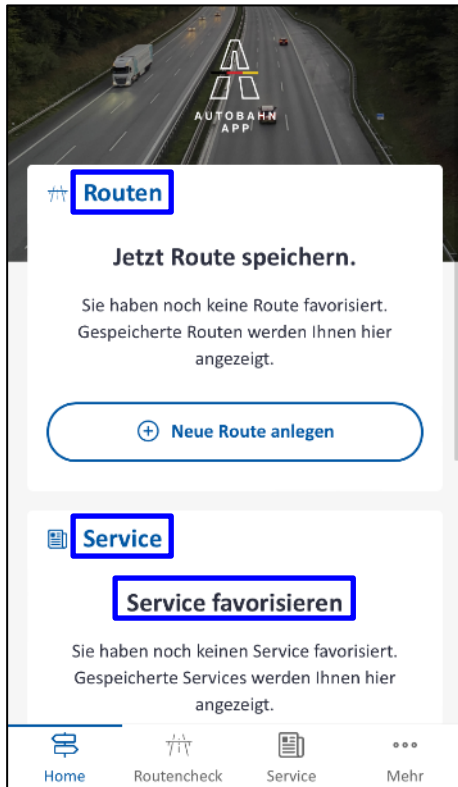 AUTOBAHN
APP
Routen
Jetzt Route speichern.
Sie haben noch keine Route favorisiert.
Gespeicherte Routen werden Ihnen hier
angezeigt.
Neue Route anlegen
Service
Service favorisieren
Sie haben noch keinen Service favorisiert.
Gespeicherte Services werden Ihnen hier
angezeigt.
Home Routencheck Service Mehr